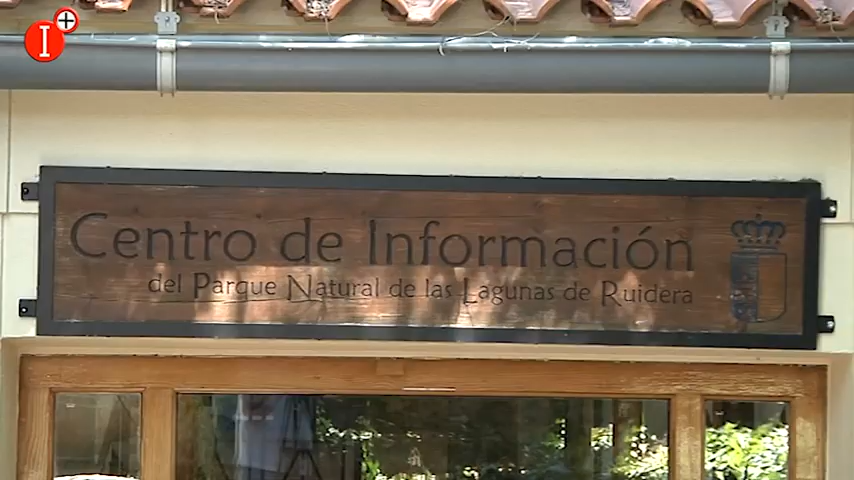 I
Centro de Información
del Parque Natural de las Lagunas de Ruidera